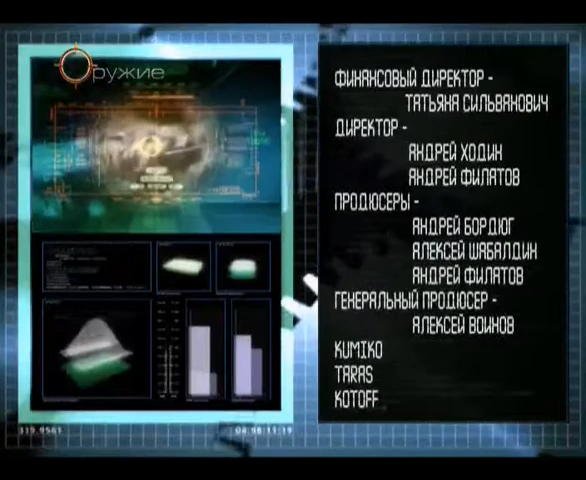 Оружие
ФИНАНСОВЫЙ ДИРЕКТОР -
ТАТЬЯНА СИЛЬВАНОВИЧ
ДИРЕКТОР -
АНДРЕЙ ХОДИН
АНДРЕЙ ФИЛАТОВ
ПРОДЮСЕРЫ -
АНДРЕЙ БОРДЮГ
АЛЕКСЕЙ ШАБАЛДИН
АНДРЕЙ ФИЛАТОВ
ГЕНЕРАЛЬНЫЙ ПРОДЮСЕР -
АЛЕКСЕЙ ВОИНОВ
KUMIKO
TARAS
KOTOFF